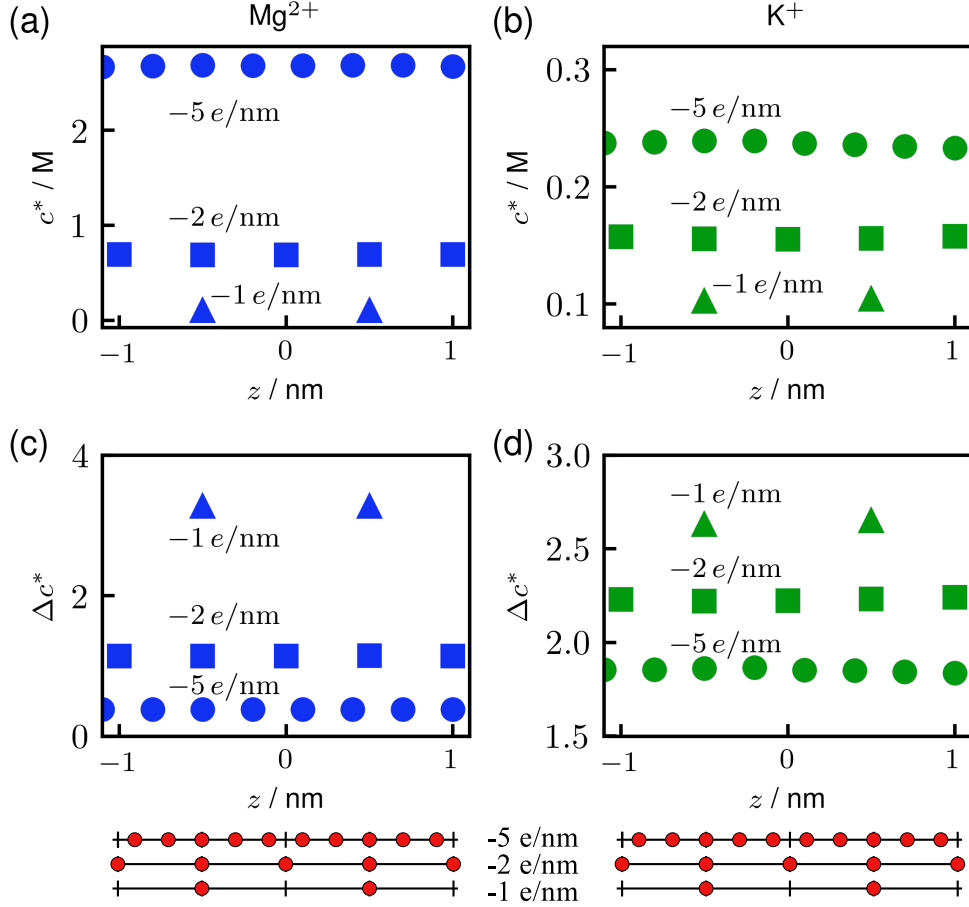 (a) Mg²⁺ (b) K⁺
2
1
0
c* / M
−5 e/nm
−2 e/nm
−1 e/nm
−1 0 1
z / nm
0.3
0.2
0.1
c* / M
−5 e/nm
−2 e/nm
−1 e/nm
−1 0 1
z / nm
(c) (d)
4
2
0
Δc*
−1 e/nm
−2 e/nm
−5 e/nm
−1 0 1
z / nm
3.0
2.5
2.0
1.5
Δc*
−1 e/nm
−2 e/nm
−5 e/nm
−1 0 1
z / nm
-5 e/nm
-2 e/nm
-1 e/nm